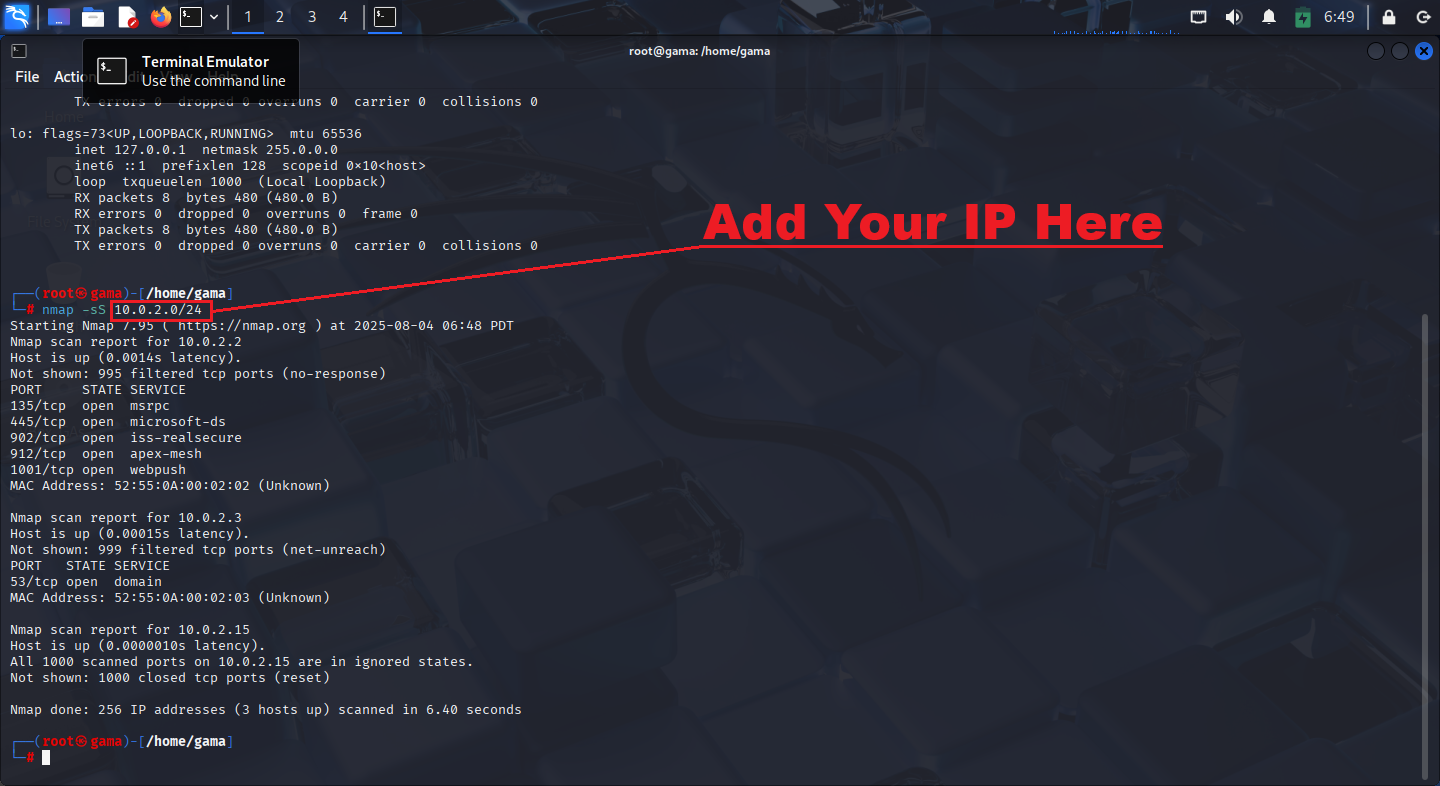 1 2 3 4
6:49
root@gama: /home/gama
Terminal Emulator
Use the command line
File Actions Edit View Help
TX errors 0 dropped 0 overruns 0 carrier 0 collisions 0
lo: flags=73<UP,LOOPBACK,RUNNING> mtu 65536
inet 127.0.0.1 netmask 255.0.0.0
inet6 ::1 prefixlen 128 scopeid 0×10<host>
loop txqueuelen 1000 (Local Loopback)
RX packets 8 bytes 480 (480.0 B)
RX errors 0 dropped 0 overruns 0 frame 0
TX packets 8 bytes 480 (480.0 B)
TX errors 0 dropped 0 overruns 0 carrier 0 collisions 0
Add Your IP Here
┌──(root㉿gama)-[/home/gama]
└─# nmap -sS 10.0.2.0/24
Starting Nmap 7.95 ( https://nmap.org ) at 2025-08-04 06:48 PDT
Nmap scan report for 10.0.2.2
Host is up (0.0014s latency).
Not shown: 995 filtered tcp ports (no-response)
PORT STATE SERVICE
135/tcp open msrpc
445/tcp open microsoft-ds
902/tcp open iss-realsecure
912/tcp open apex-mesh
1001/tcp open webpush
MAC Address: 52:55:0A:00:02:02 (Unknown)
Nmap scan report for 10.0.2.3
Host is up (0.00015s latency).
Not shown: 999 filtered tcp ports (net-unreach)
PORT STATE SERVICE
53/tcp open domain
MAC Address: 52:55:0A:00:02:03 (Unknown)
Nmap scan report for 10.0.2.15
Host is up (0.0000010s latency).
All 1000 scanned ports on 10.0.2.15 are in ignored states.
Not shown: 1000 closed tcp ports (reset)
Nmap done: 256 IP addresses (3 hosts up) scanned in 6.40 seconds
┌──(root㉿gama)-[/home/gama]
└─#